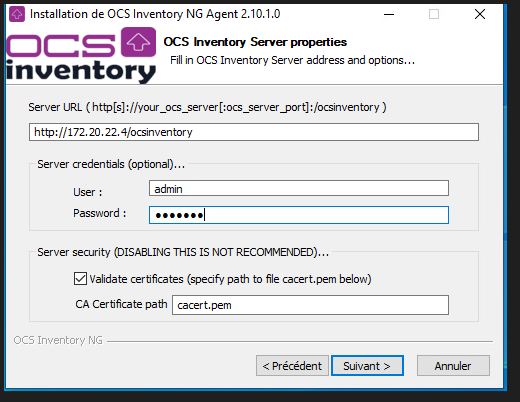 Installation de OCS Inventory NG Agent 2.10.1.0
OCS
inventory
OCS Inventory Server properties
Fill in OCS Inventory Server address and options...
Server URL ( http[s]://your_ocs_server[:ocs_server_port]:/ocsinventory )
http://172.20.22.4/ocsinventory
Server credentials (optional)...
User :
admin
Password :
●●●●●●●
Server security (DISABLING THIS IS NOT RECOMMENDED)...
Validate certificates (specify path to file cacert.pem below)
CA Certificate path
cacert.pem
OCS Inventory NG
< Précédent
Suivant >
Annuler